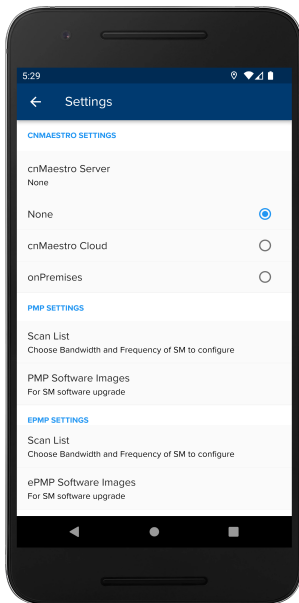 5:29
Settings
CNMAESTRO SETTINGS
cnMaestro Server
None
None
cnMaestro Cloud
onPremises
PMP SETTINGS
Scan List
Choose Bandwidth and Frequency of SM to configure
PMP Software Images
For SM software upgrade
EPMP SETTINGS
Scan List
Choose Bandwidth and Frequency of SM to configure
ePMP Software Images
For SM software upgrade